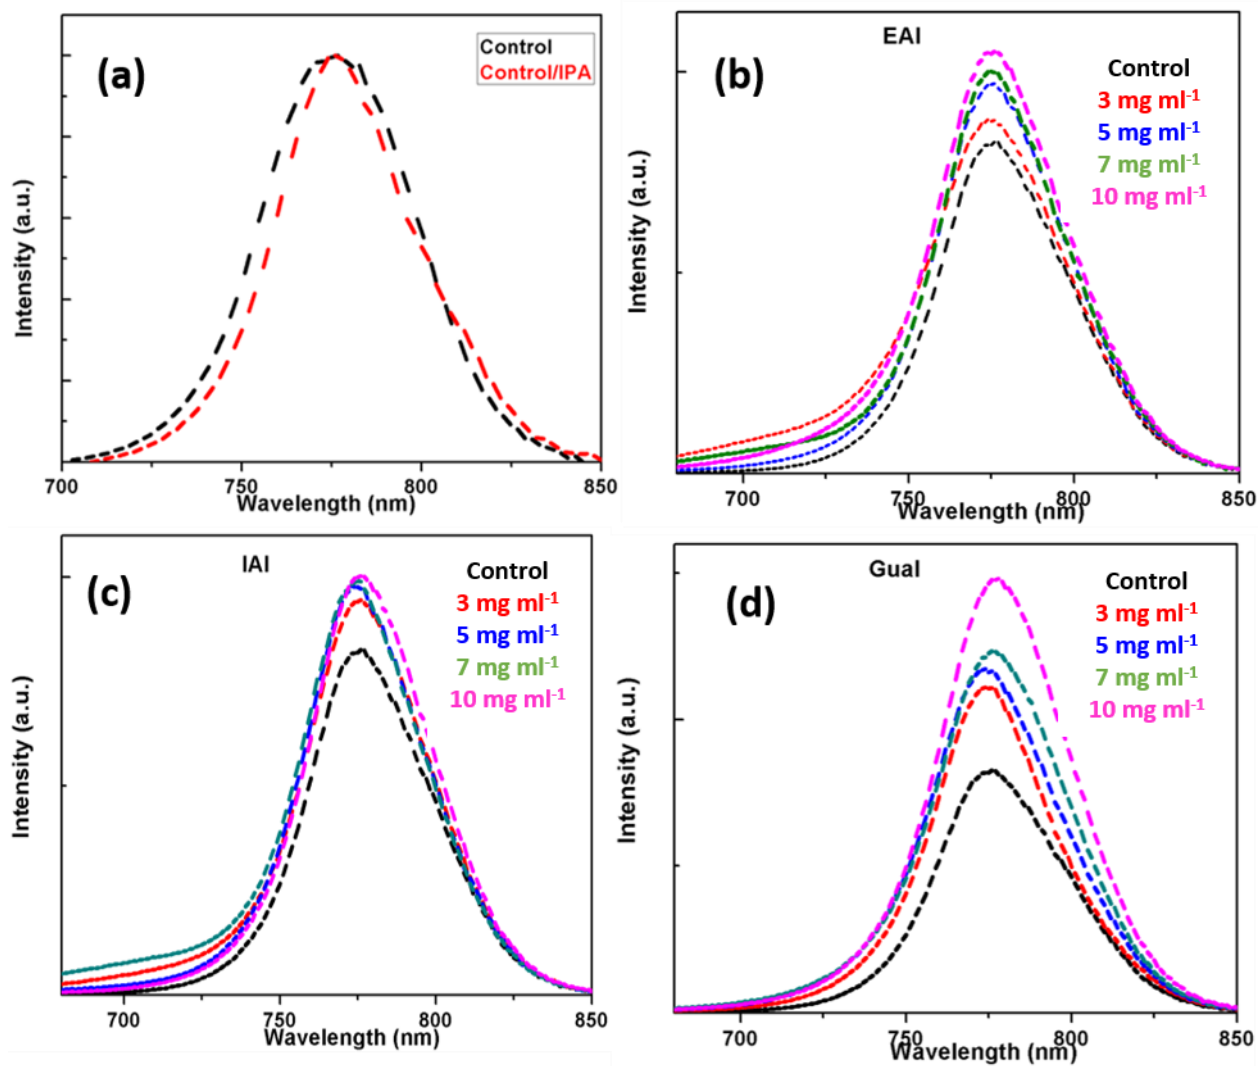 (a)
Control
Control/IPA
Intensity (a.u.)
700
750
800
850
Wavelength (nm)
(b)
EAI
Control
3 mg ml⁻¹
5 mg ml⁻¹
7 mg ml⁻¹
10 mg ml⁻¹
Intensity (a.u.)
700
750
800
850
Wavelength (nm)
(c)
IAI
Control
3 mg ml⁻¹
5 mg ml⁻¹
7 mg ml⁻¹
10 mg ml⁻¹
Intensity (a.u.)
700
750
800
850
Wavelength (nm)
(d)
GuaI
Control
3 mg ml⁻¹
5 mg ml⁻¹
7 mg ml⁻¹
10 mg ml⁻¹
Intensity (a.u.)
700
750
800
850
Wavelength (nm)